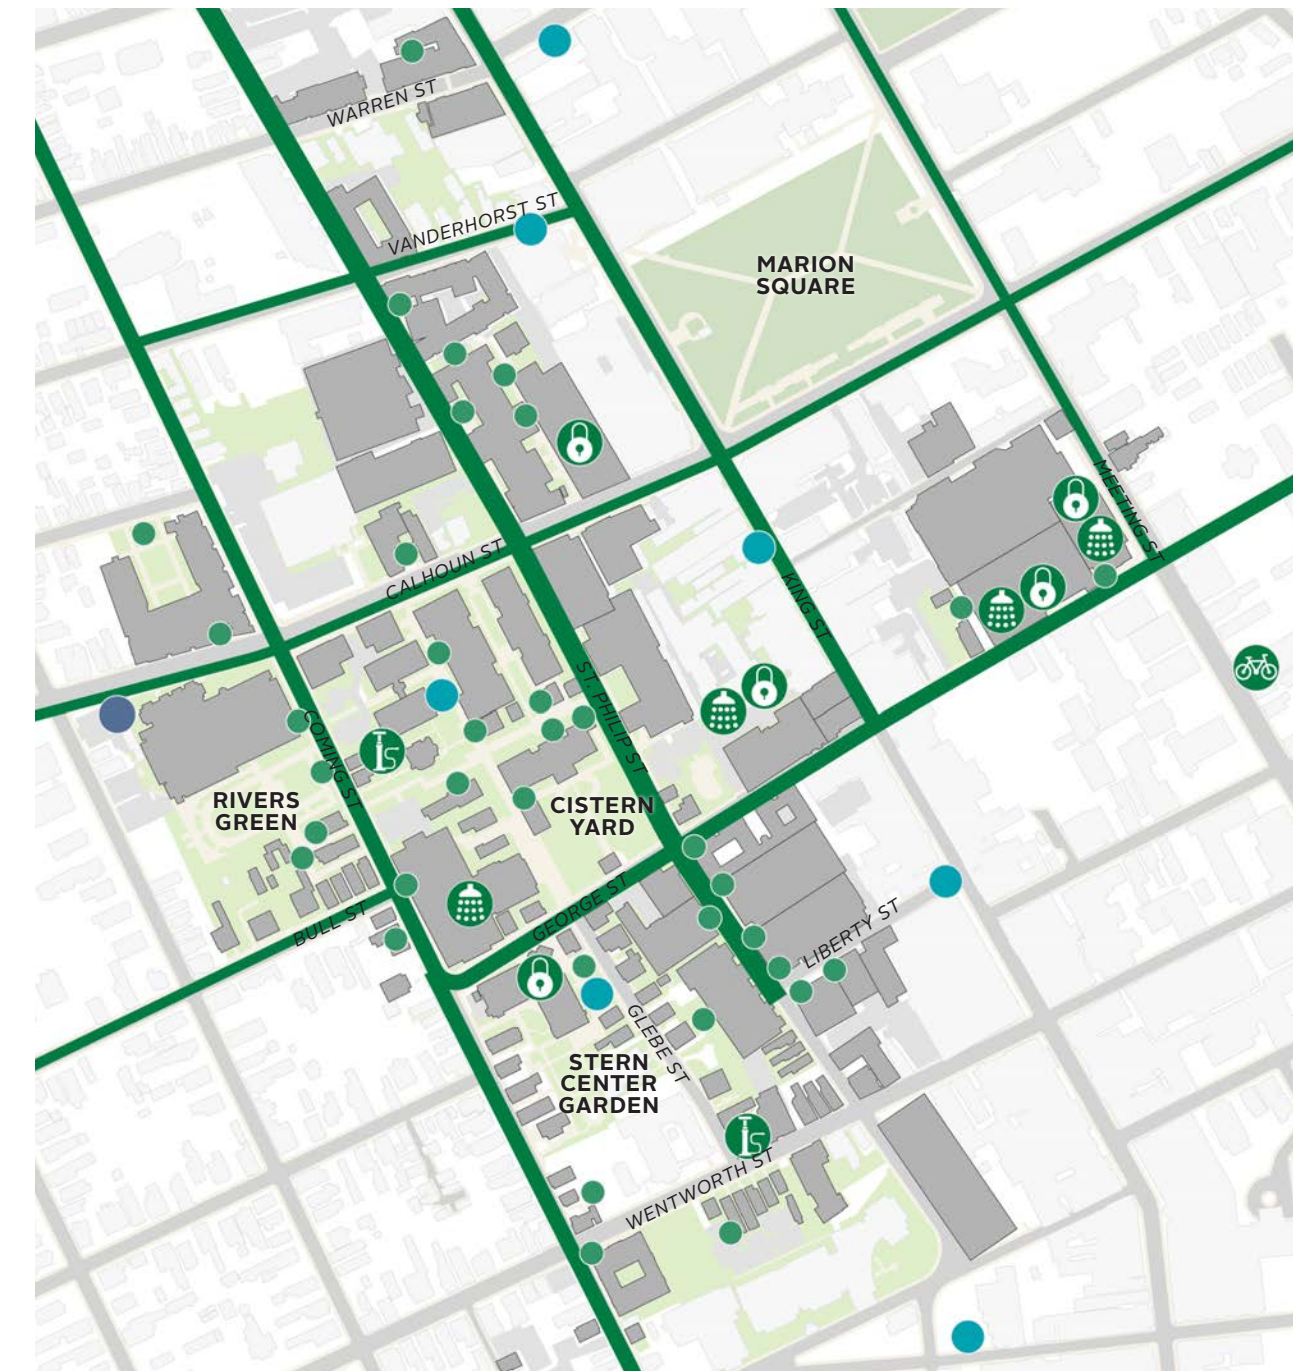 WARREN ST
VANDERHORST ST
MARION
SQUARE
MEETING ST
CALHOUN ST
KING ST
ST. PHILIP ST
COMING ST
RIVERS
GREEN
CISTERN
YARD
GEORGE ST
BULL ST
LIBERTY ST
GLEBE ST
STERN
CENTER
GARDEN
WENTWORTH ST